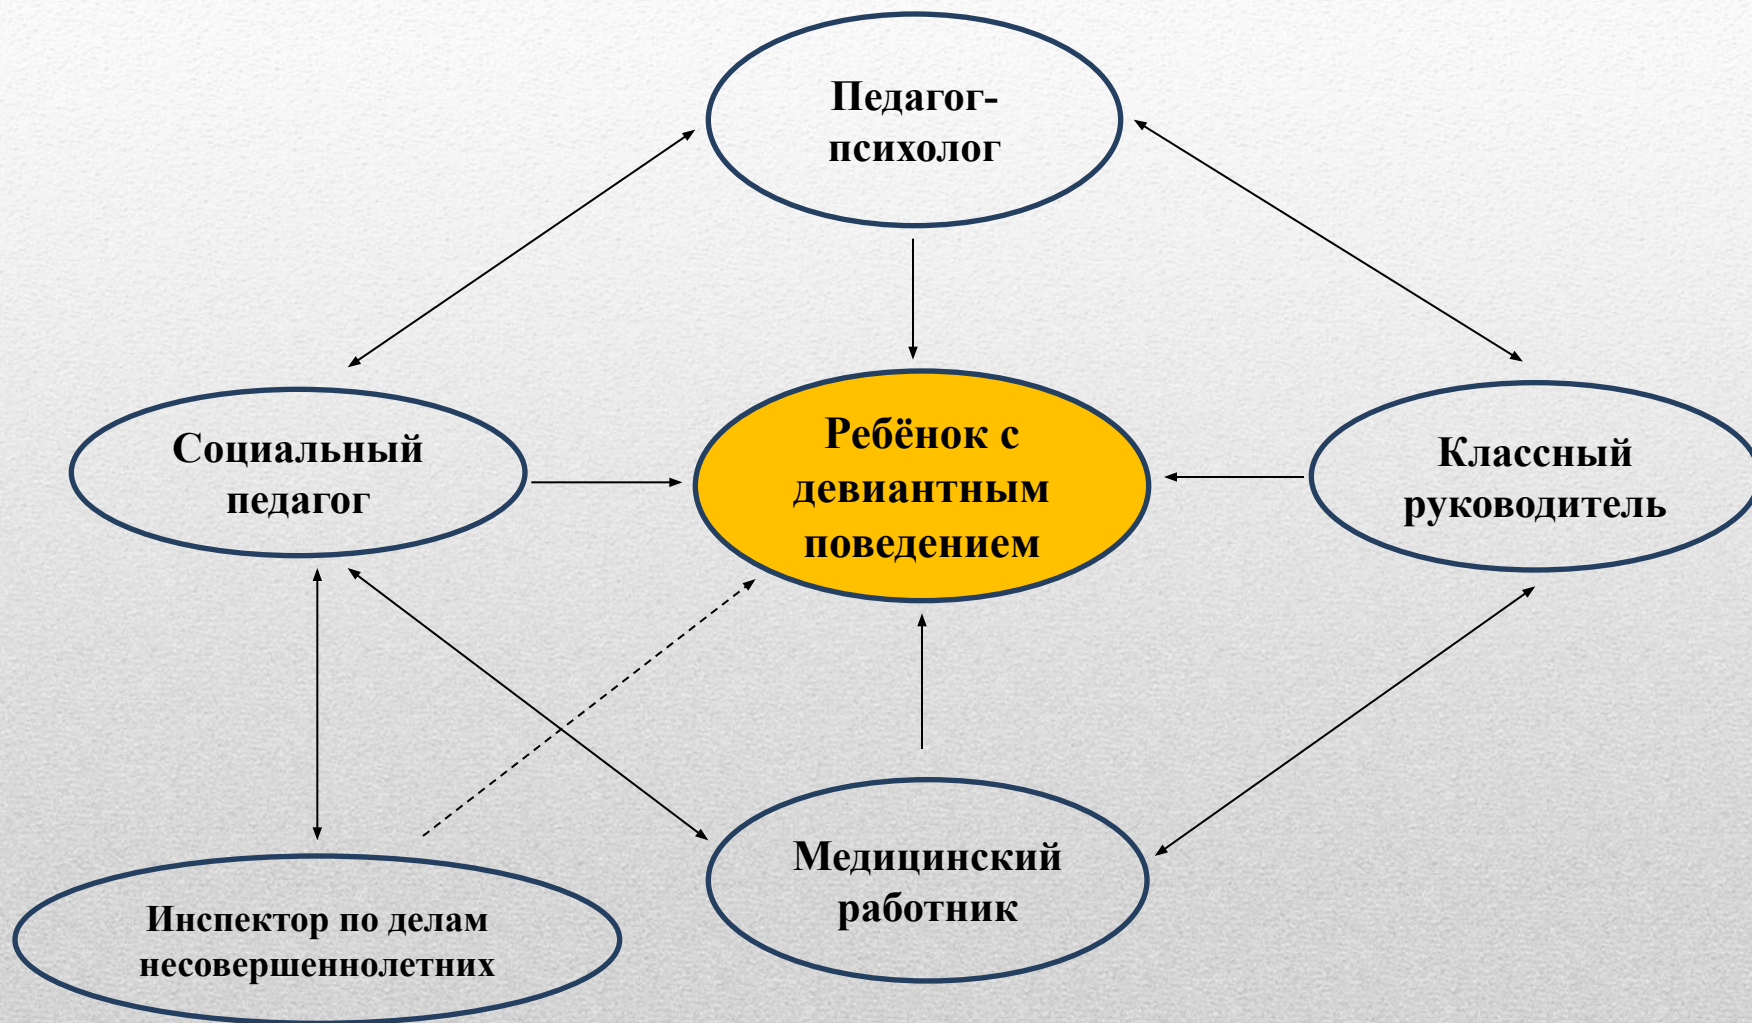 Педагог-
психолог
Социальный
педагог
Ребёнок с
девиантным
поведением
Классный
руководитель
Медицинский
работник
Инспектор по делам
несовершеннолетних